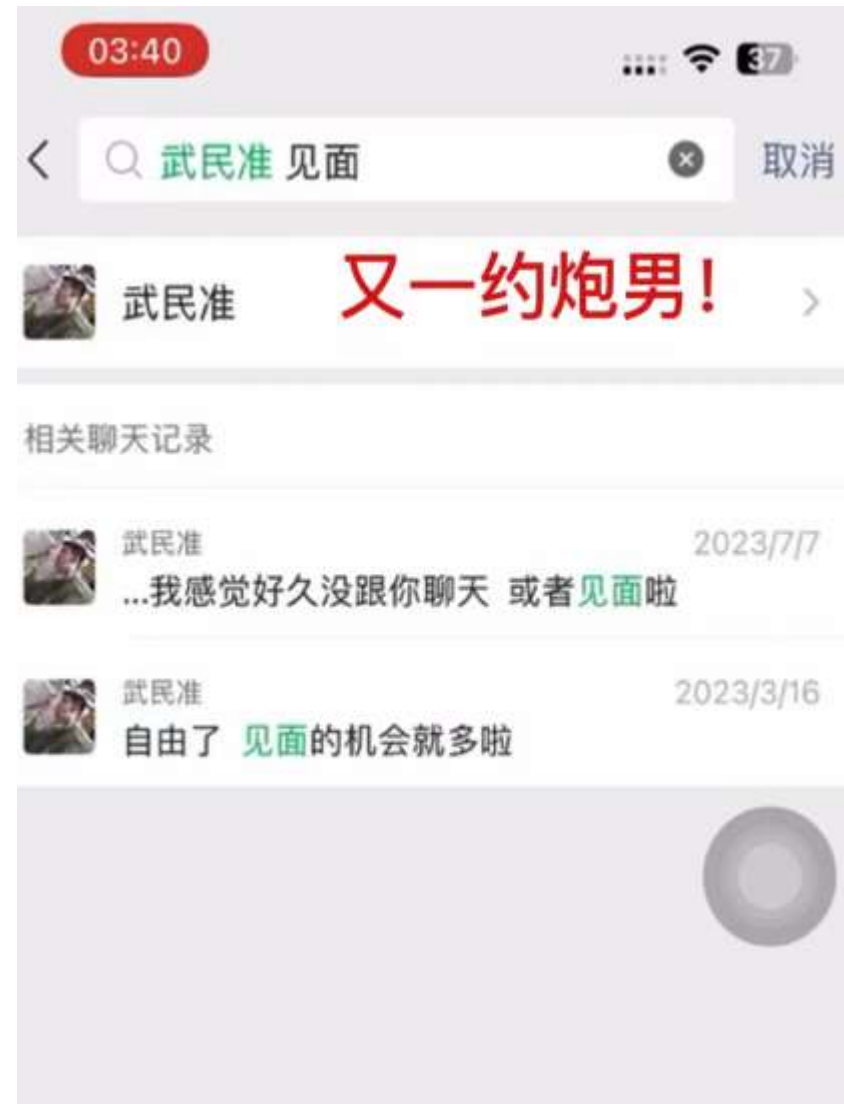 03:40
37
武民准 见面
取消
武民准
又一约炮男!
相关聊天记录
武民准
2023/7/7
...我感觉好久没跟你聊天 或者见面啦
武民准
2023/3/16
自由了 见面的机会就多啦